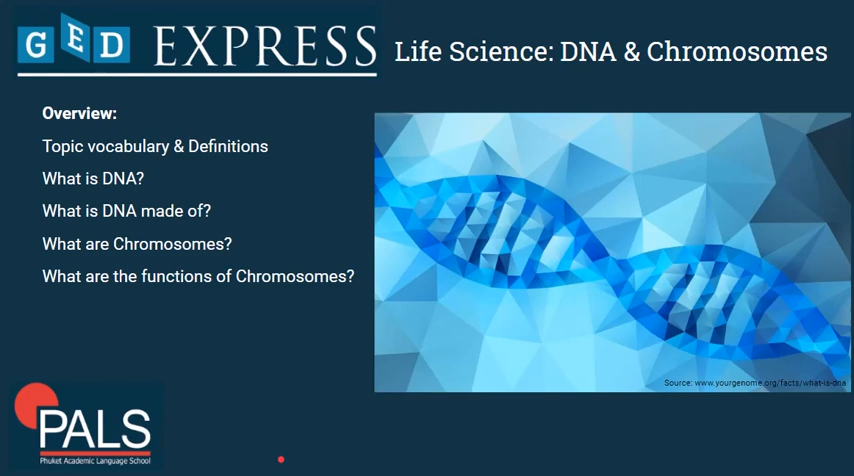 GED EXPRESS
Life Science: DNA & Chromosomes
Overview:
Topic vocabulary & Definitions
What is DNA?
What is DNA made of?
What are Chromosomes?
What are the functions of Chromosomes?
Source: www.yourgenome.org/facts/what-is-dna
PALS
Phuket Academic Language School